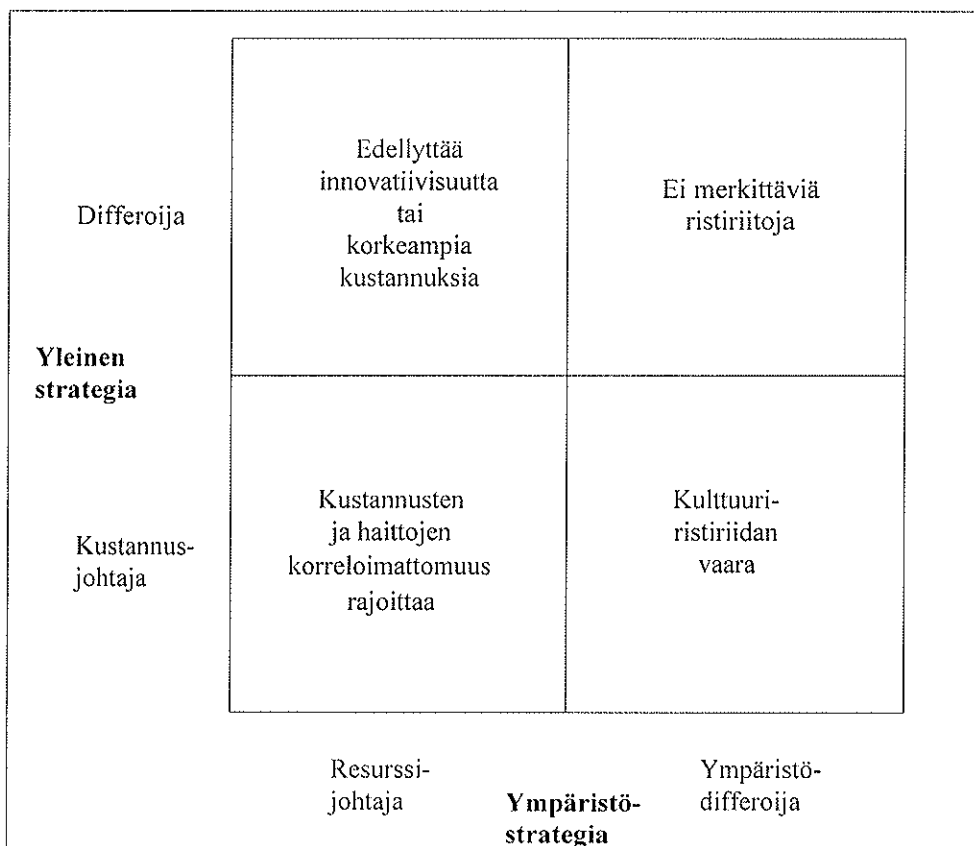 Differoija
Edellyttää
innovatiivisuutta
tai
korkeampia
kustannuksia
Ei merkittäviä
ristiriitoja
Yleinen
strategia
Kustannus-
johtaja
Kustannusten
ja haittojen
korreloimattomuus
rajoittaa
Kulttuuri-
ristiriidan
vaara
Resurssi-
johtaja
Ympäristö-
strategia
Ympäristö-
differoija